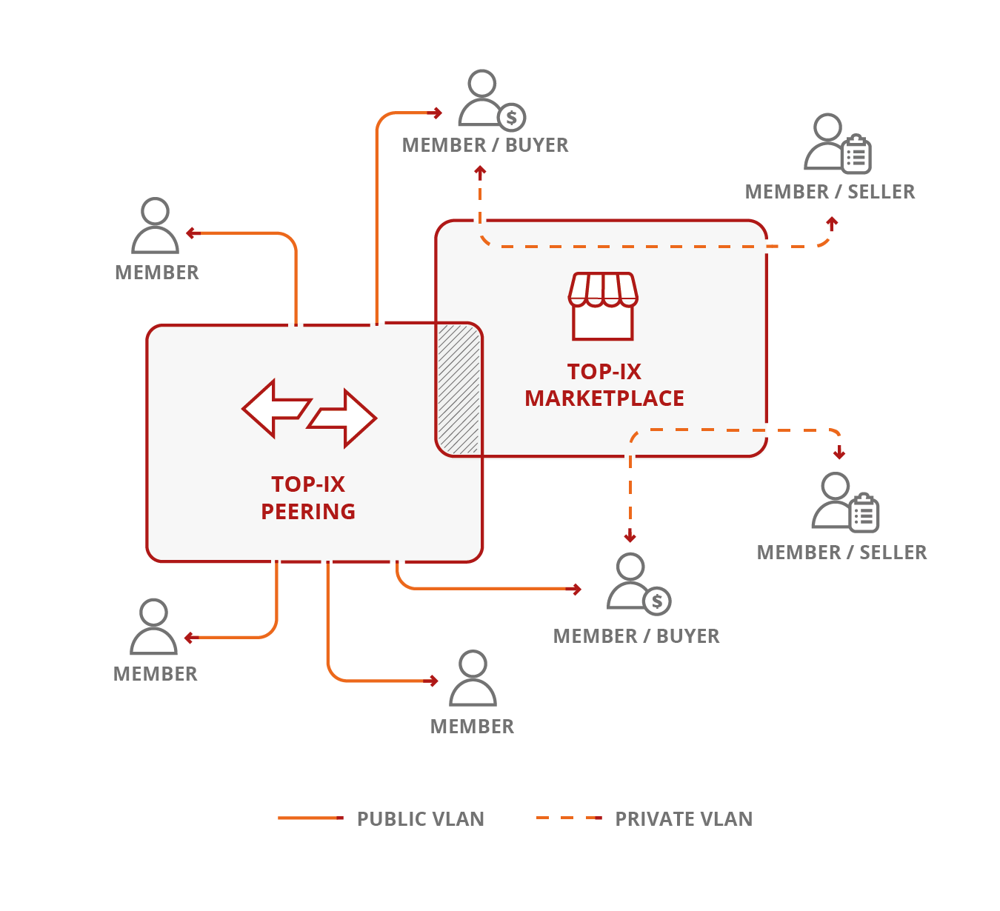 $
MEMBER / BUYER
MEMBER / SELLER
MEMBER
TOP-IX
MARKETPLACE
TOP-IX
PEERING
MEMBER / SELLER
$
MEMBER / BUYER
MEMBER
MEMBER
PUBLIC VLAN
PRIVATE VLAN